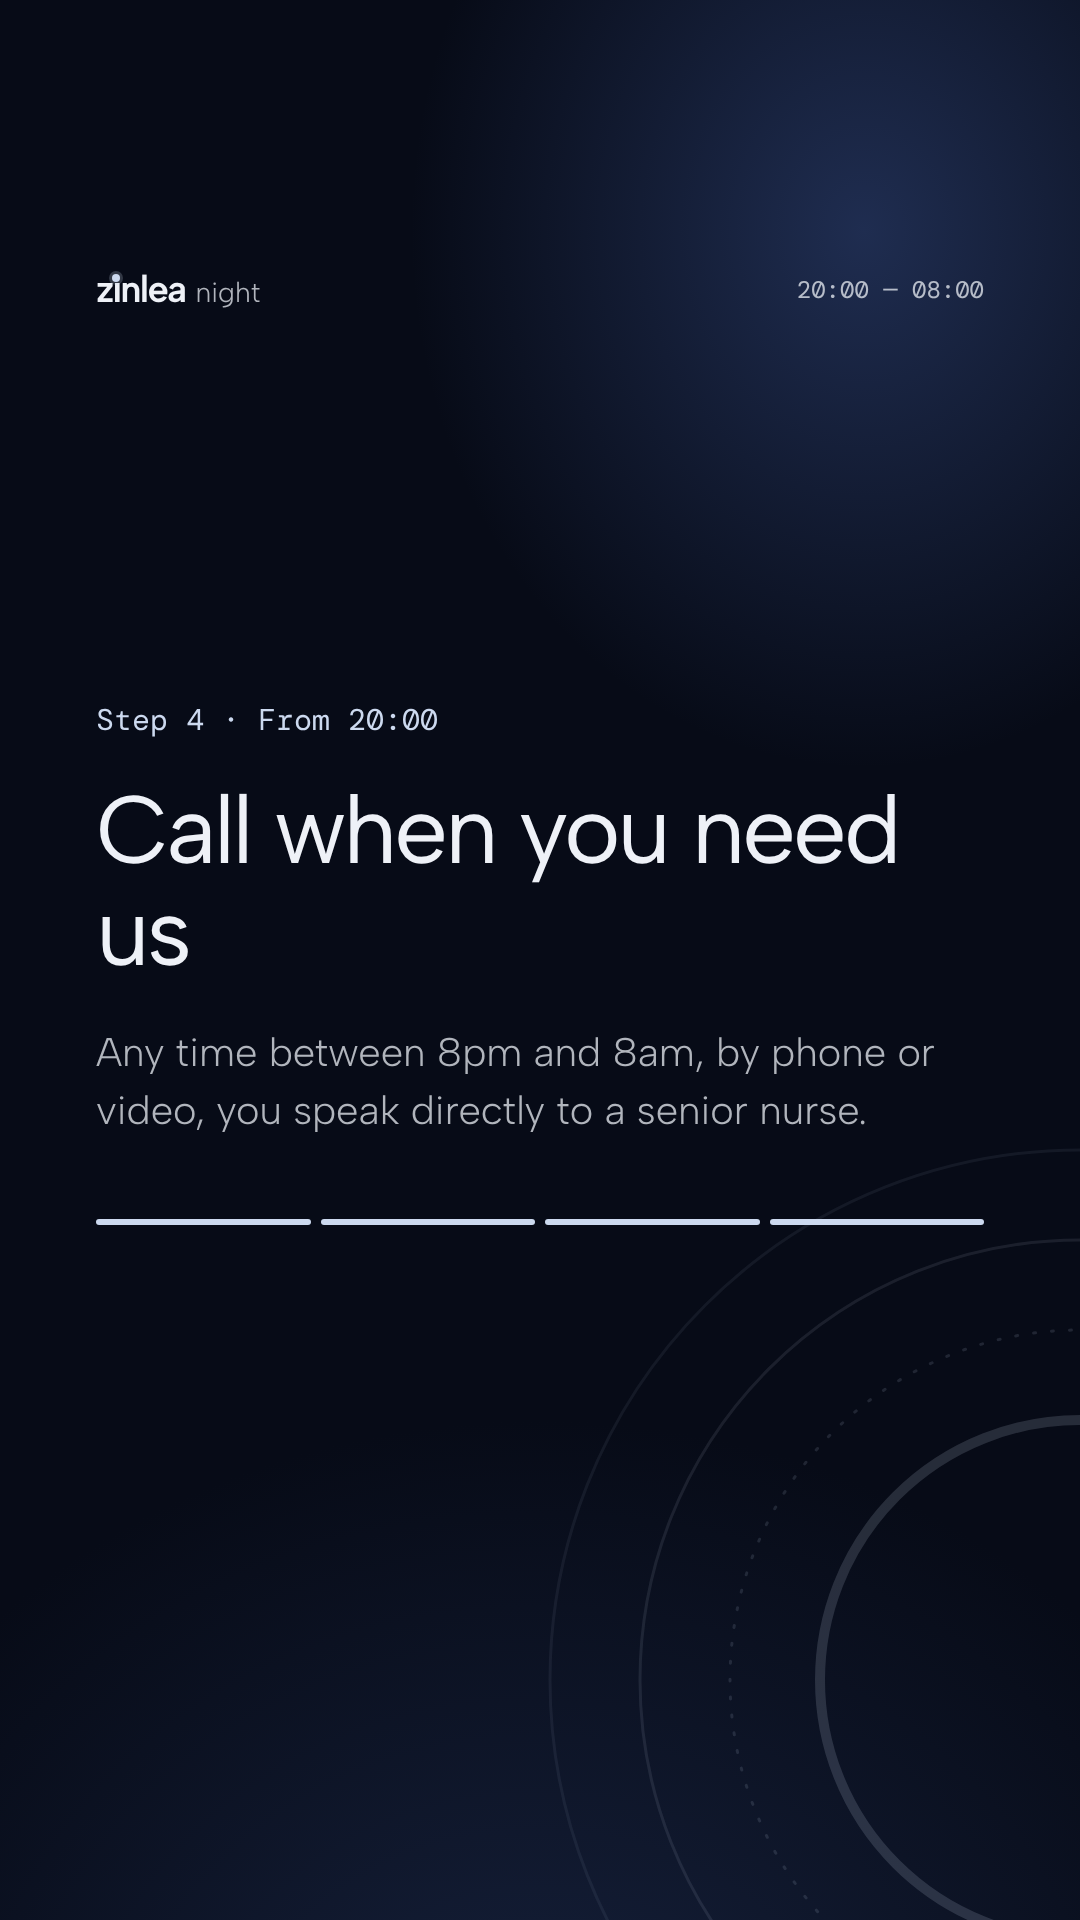 zinlea night
20:00 — 08:00
Step 4 · From 20:00
Call when you need
us
Any time between 8pm and 8am, by phone or
video, you speak directly to a senior nurse.